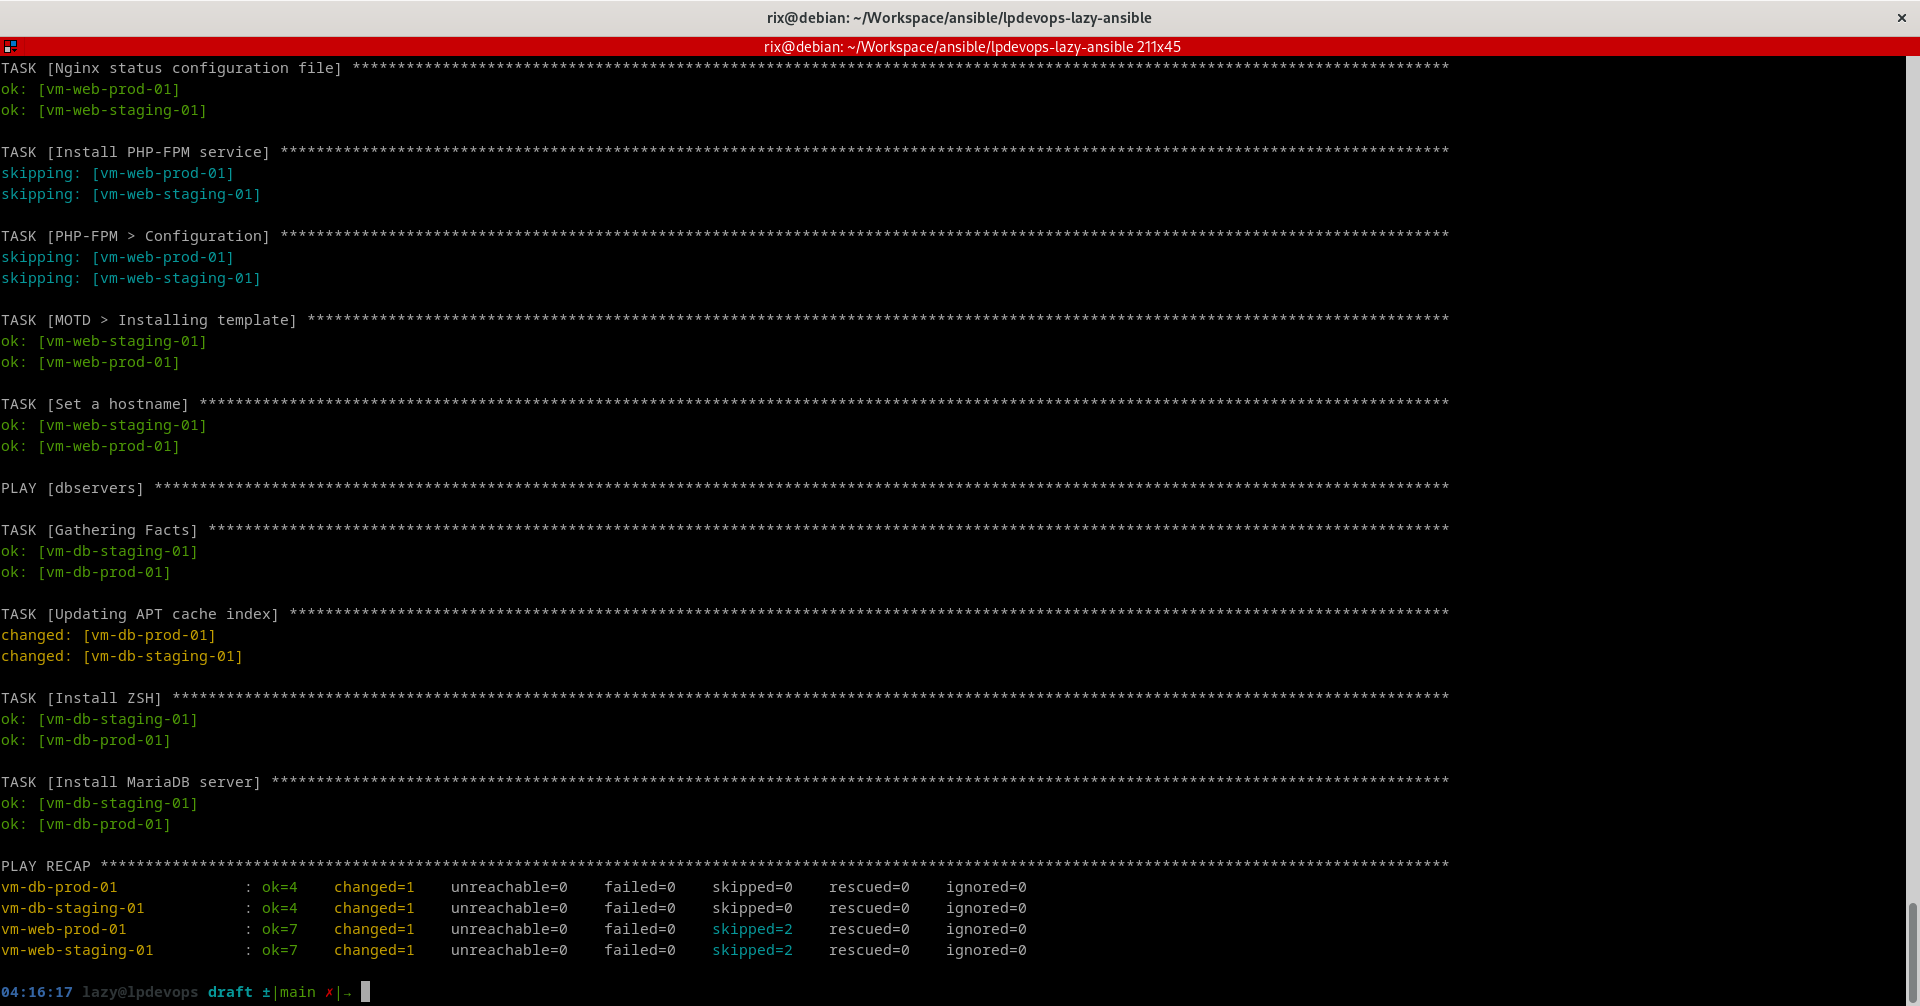 rix@debian: ~/Workspace/ansible/lpdevops-lazy-ansible
rix@debian: ~/Workspace/ansible/lpdevops-lazy-ansible 211x45
TASK [Nginx status configuration file] **************************************************************************************************************************
ok: [vm-web-prod-01]
ok: [vm-web-staging-01]
TASK [Install PHP-FPM service] **********************************************************************************************************************************
skipping: [vm-web-prod-01]
skipping: [vm-web-staging-01]
TASK [PHP-FPM > Configuration] **********************************************************************************************************************************
skipping: [vm-web-prod-01]
skipping: [vm-web-staging-01]
TASK [MOTD > Installing template] *******************************************************************************************************************************
ok: [vm-web-staging-01]
ok: [vm-web-prod-01]
TASK [Set a hostname] *******************************************************************************************************************************************
ok: [vm-web-staging-01]
ok: [vm-web-prod-01]
PLAY [dbservers] ************************************************************************************************************************************************
TASK [Gathering Facts] ******************************************************************************************************************************************
ok: [vm-db-staging-01]
ok: [vm-db-prod-01]
TASK [Updating APT cache index] *********************************************************************************************************************************
changed: [vm-db-prod-01]
changed: [vm-db-staging-01]
TASK [Install ZSH] **********************************************************************************************************************************************
ok: [vm-db-staging-01]
ok: [vm-db-prod-01]
TASK [Install MariaDB server] ***********************************************************************************************************************************
ok: [vm-db-staging-01]
ok: [vm-db-prod-01]
PLAY RECAP ******************************************************************************************************************************************************
vm-db-prod-01              : ok=4    changed=1    unreachable=0    failed=0    skipped=0    rescued=0    ignored=0
vm-db-staging-01           : ok=4    changed=1    unreachable=0    failed=0    skipped=0    rescued=0    ignored=0
vm-web-prod-01             : ok=7    changed=1    unreachable=0    failed=0    skipped=2    rescued=0    ignored=0
vm-web-staging-01          : ok=7    changed=1    unreachable=0    failed=0    skipped=2    rescued=0    ignored=0
04:16:17 lazy@lpdevops draft ±|main ✗|→